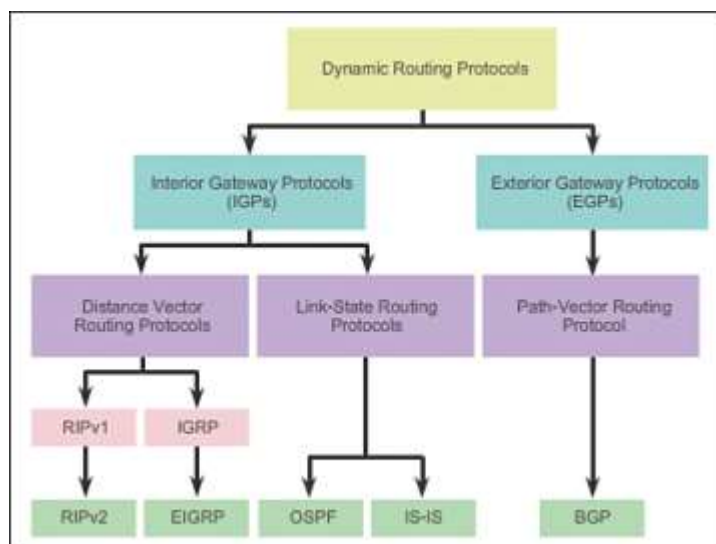 Dynamic Routing Protocols
Interior Gateway Protocols
(IGPs)
Exterior Gateway Protocols
(EGPs)
Distance Vector
Routing Protocols
Link-State Routing
Protocols
Path-Vector Routing
Protocol
RIPv1
IGRP
RIPv2
EIGRP
OSPF
IS-IS
BGP